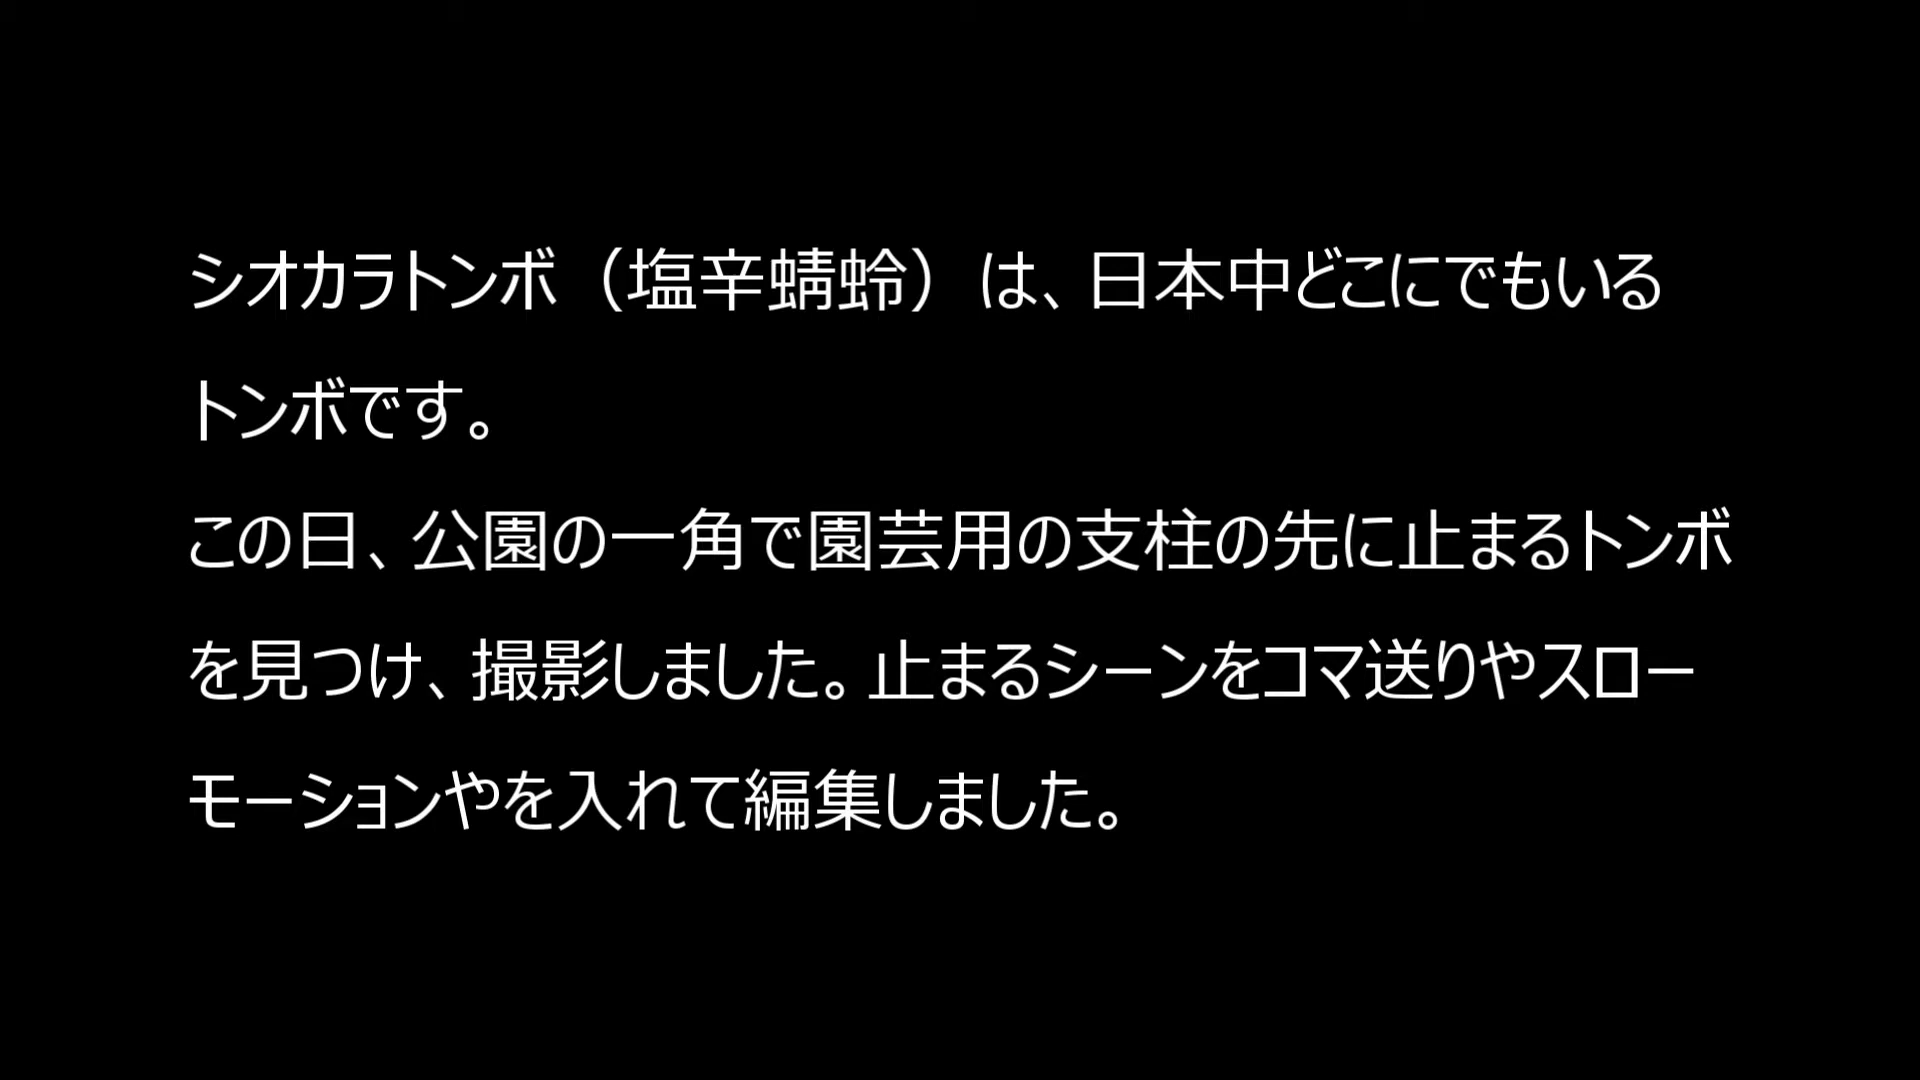 シオカラトンボ（塩辛蜻蛉）は、日本中どこにでもいる
トンボです。
この日、公園の一角で園芸用の支柱の先に止まるトンボ
を見つけ、撮影しました。止まるシーンをコマ送りやスロー
モーションやを入れて編集しました。